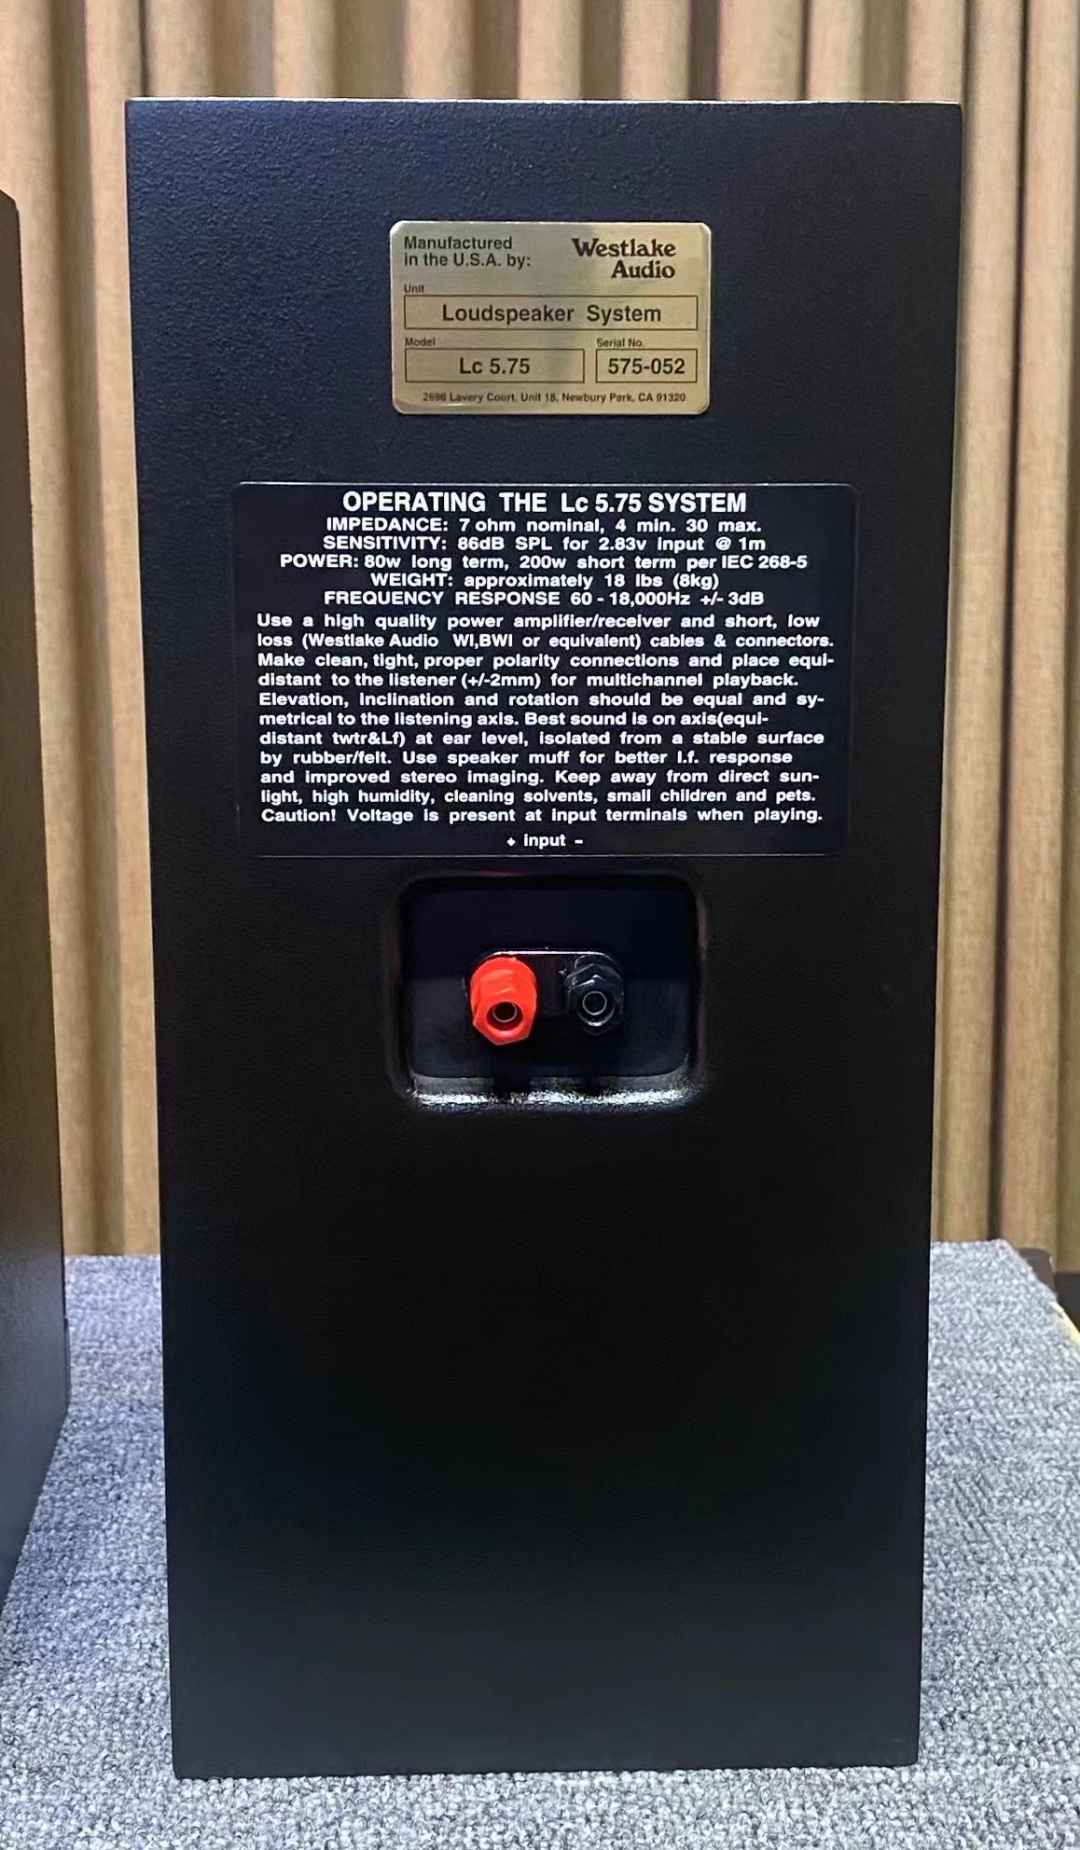 Manufactured
in the U.S.A. by:
Westlake
Audio
Unit
Loudspeaker System
Model
Serial No.
Lc 5.75
575-052
2696 Lavery Court, Unit 18, Newbury Park, CA 91320
OPERATING THE Lc 5.75 SYSTEM
IMPEDANCE: 7 ohm nominal, 4 min. 30 max.
SENSITIVITY: 86dB SPL for 2.83v input @ 1m
POWER: 80w long term, 200w short term per IEC 268-5
WEIGHT: approximately 18 lbs (8kg)
FREQUENCY RESPONSE 60 - 18,000Hz +/- 3dB
Use a high quality power amplifier/receiver and short, low
loss (Westlake Audio WI,BWI or equivalent) cables & connectors.
Make clean, tight, proper polarity connections and place equi-
distant to the listener (+/-2mm) for multichannel playback.
Elevation, inclination and rotation should be equal and sy-
metrical to the listening axis. Best sound is on axis(equi-
distant twtr&Lf) at ear level, isolated from a stable surface
by rubber/felt. Use speaker muff for better l.f. response
and improved stereo imaging. Keep away from direct sun-
light, high humidity, cleaning solvents, small children and pets.
Caution! Voltage is present at input terminals when playing.
+ input -